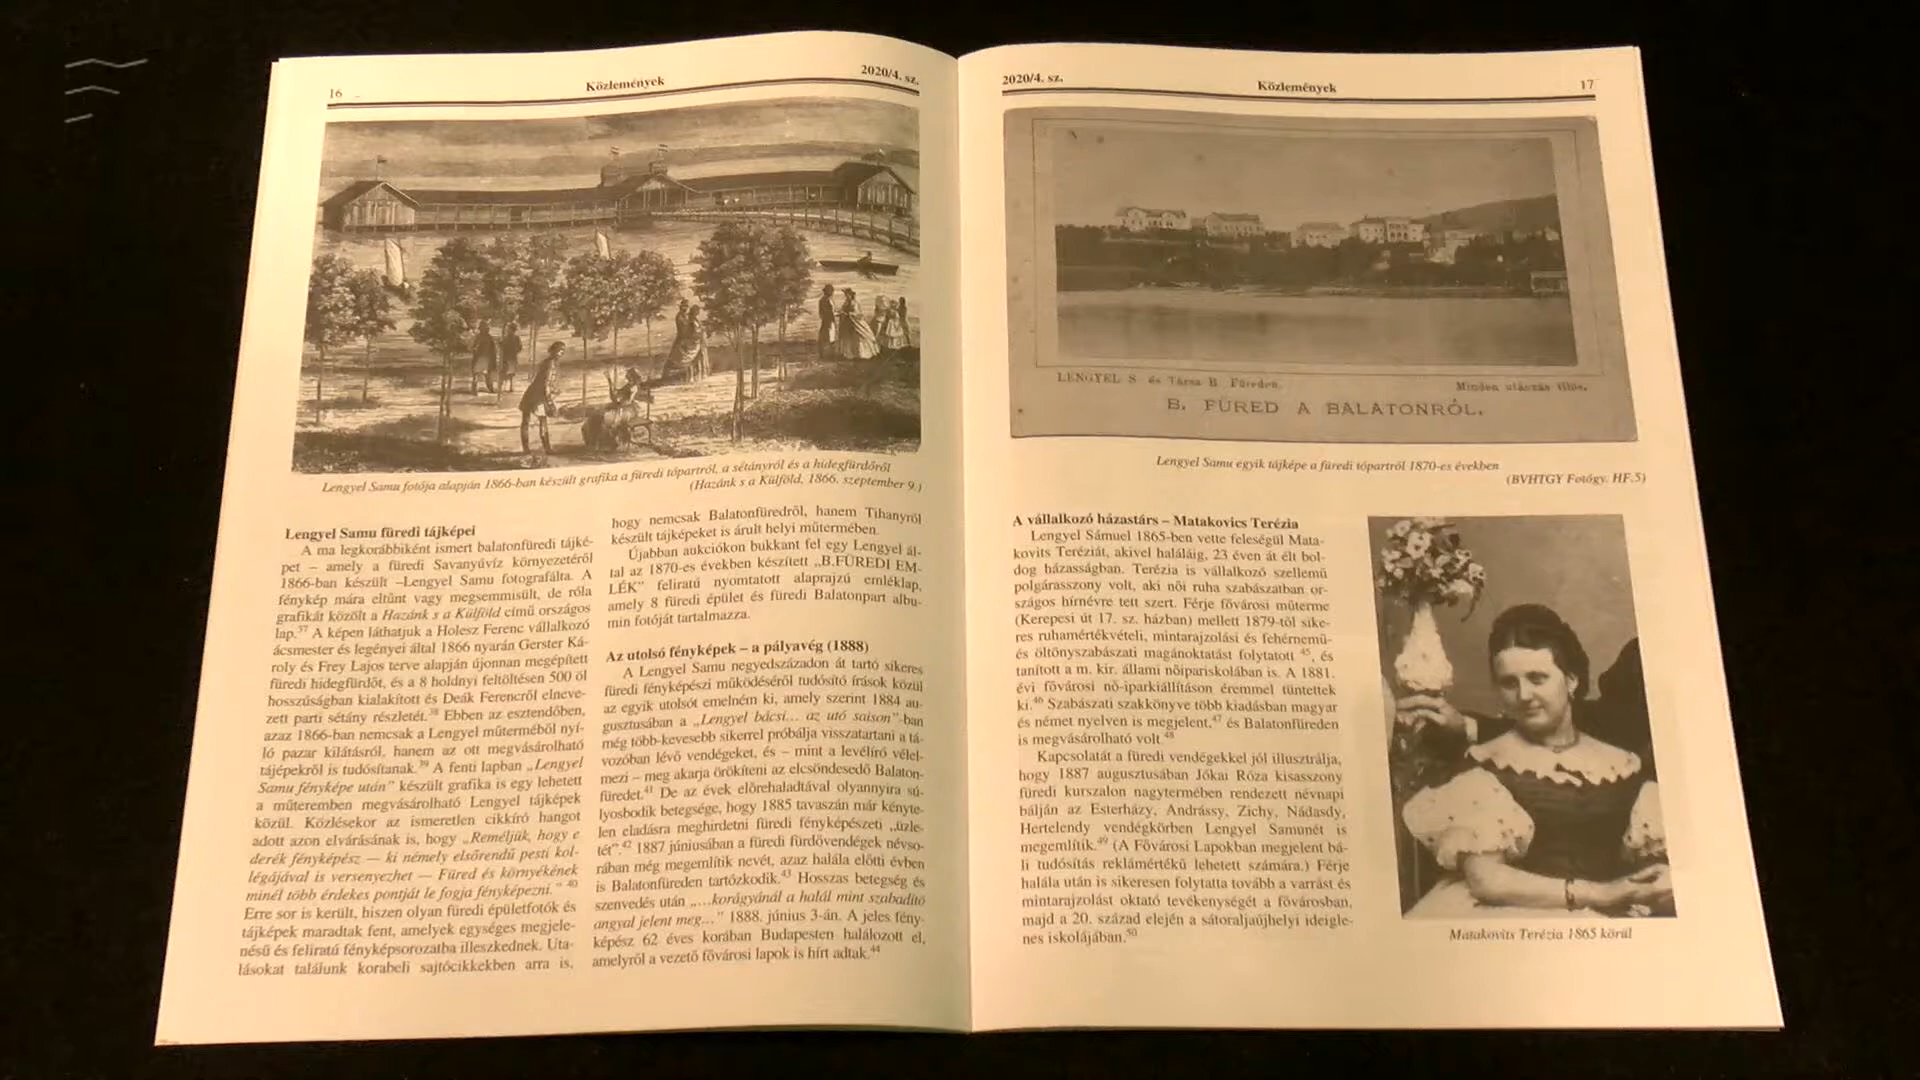 16
Közlemények
2020/4. sz.
Lengyel Samu fotója alapján 1866-ban készült grafika a füredi tópartról, a sétányról és a hidegfürdőről
(Hazánk s a Külföld, 1866. szeptember 9.)
Lengyel Samu füredi tájképei
A ma legkorábbiként ismert balatonfüredi tájké-
pet – amely a füredi Savanyúvíz környezetéről
1866-ban készült –Lengyel Samu fotografálta. A
fénykép mára eltűnt vagy megsemmisült, de róla
grafikát közölt a Hazánk s a Külföld című országos
lap.37 A képen láthatjuk a Holesz Ferenc vállalkozó
ácsmester és legényei által 1866 nyarán Gerster Ká-
roly és Frey Lajos terve alapján újonnan megépített
füredi hidegfürdőt, és a 8 holdnyi feltöltésen 500 öl
hosszúságban kialakított és Deák Ferencről elneve-
zett parti sétány részletét.38 Ebben az esztendőben,
azaz 1866-ban nemcsak a Lengyel műterméből nyí-
ló pazar kilátásról, hanem az ott megvásárolható
tájépekről is tudósítanak.39 A fenti lapban „Lengyel
Samu fényképe után" készült grafika is egy lehetett
a műteremben megvásárolható Lengyel tájképek
közül. Közlésekor az ismeretlen cikkíró hangot
adott azon elvárásának is, hogy „Reméljük, hogy e
derék fényképész — ki némely elsőrendű pesti kol-
légájával is versenyezhet — Füred és környékének
minél több érdekes pontját le fogja fényképezni." 40
Erre sor is került, hiszen olyan füredi épületfotók és
tájképek maradtak fent, amelyek egységes megjele-
nésű és feliratú fényképsorozatba illeszkednek. Uta-
lásokat találunk korabeli sajtócikkekben arra is,
hogy nemcsak Balatonfüredről, hanem Tihanyról
készült tájképeket is árult helyi műtermében.
Újabban aukciókon bukkant fel egy Lengyel ál-
tal az 1870-es években készített „B.FÜREDI EM-
LÉK" feliratú nyomtatott alaprajzú emléklap,
amely 8 füredi épület és füredi Balatonpart albu-
min fotóját tartalmazza.
Az utolsó fényképek – a pályavég (1888)
A Lengyel Samu negyedszázadon át tartó sikeres
füredi fényképészi működéséről tudósító írások közül
az egyik utolsót emelném ki, amely szerint 1884 au-
gusztusában a „Lengyel bácsi... az utó saison"-ban
még több-kevesebb sikerrel próbálja visszatartani a tá-
vozóban lévő vendégeket, és – mint a levélíró vélel-
mezi – meg akarja örökíteni az elcsöndesedő Balaton-
füredet.41 De az évek előrehaladtával olyannyira sú-
lyosbodik betegsége, hogy 1885 tavaszán már kényte-
len eladásra meghirdetni füredi fényképészeti „üzle-
tét".42 1887 júniusában a füredi fürdővendégek névso-
rában még megemlítik nevét, azaz halála előtti évben
is Balatonfüreden tartózkodik.43 Hosszas betegség és
szenvedés után „...korágyánál a halál mint szabadító
angyal jelent meg..." 1888. június 3-án. A jeles fény-
képész 62 éves korában Budapesten halálozott el,
amelyről a vezető fővárosi lapok is hírt adtak.44
2020/4. sz.
Közlemények
17
LENGYEL S és Társa B. Füreden.
Minden utánzás tilos.
B. FÜRED A BALATONRÓL.
Lengyel Samu egyik tájképe a füredi tópartról 1870-es években
(BVHTGY Fotógy. HF.5)
A vállalkozó házastárs – Matakovics Terézia
Lengyel Sámuel 1865-ben vette feleségül Mata-
kovits Teréziát, akivel haláláig, 23 éven át élt bol-
dog házasságban. Terézia is vállalkozó szellemű
polgárasszony volt, aki női ruha szabászatban or-
szágos hírnévre tett szert. Férje fővárosi műterme
(Kerepesi út 17. sz. házban) mellett 1879-től sike-
res ruhamértékvételi, mintarajzolási és fehérnemű-
és öltönyszabászati magánoktatást folytatott 45, és
tanított a m. kir. állami nőipariskolában is. A 1881.
évi fővárosi nő-iparkiállításon éremmel tüntettek
ki.46 Szabászati szakkönyve több kiadásban magyar
és német nyelven is megjelent,47 és Balatonfüreden
is megvásárolható volt.48
Kapcsolatát a füredi vendégekkel jól illusztrálja,
hogy 1887 augusztusában Jókai Róza kisasszony
füredi kurszalon nagytermében rendezett névnapi
bálján az Esterházy, Andrássy, Zichy, Nádasdy,
Hertelendy vendégkörben Lengyel Samunét is
megemlítik.49 (A Fővárosi Lapokban megjelent bá-
li tudósítás reklámértékű lehetett számára.) Férje
halála után is sikeresen folytatta tovább a varrást és
mintarajzolást oktató tevékenységét a fővárosban,
majd a 20. század elején a sátoraljaújhelyi ideigle-
nes iskolájában.50
Matakovits Terézia 1865 körül